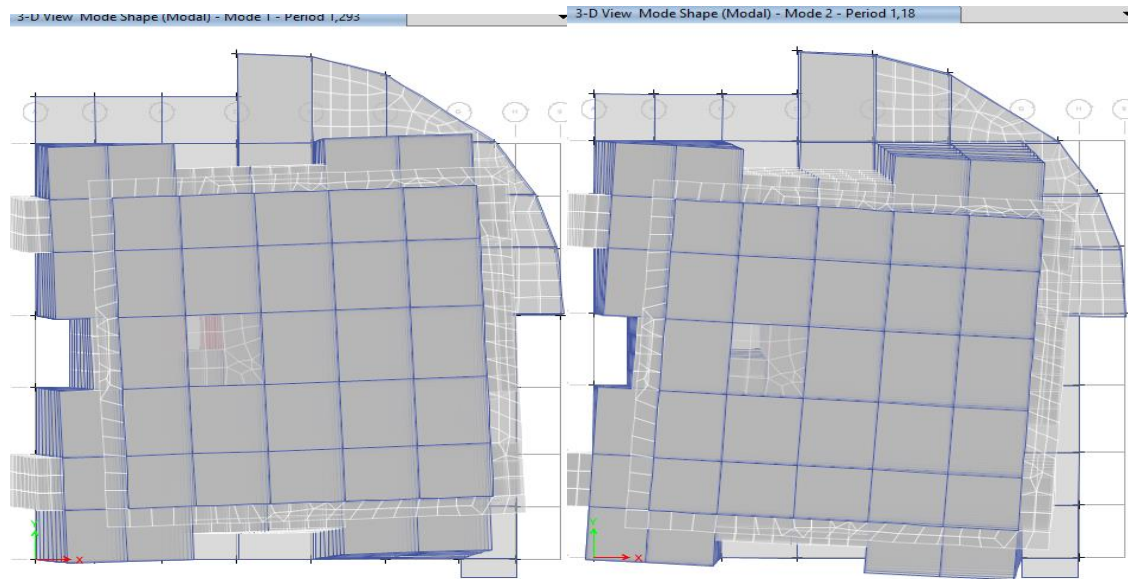 3-D View Mode Shape (Modal) - Mode 1 - Period 1,293
3-D View Mode Shape (Modal) - Mode 2 - Period 1,18
Y
X
Y
X